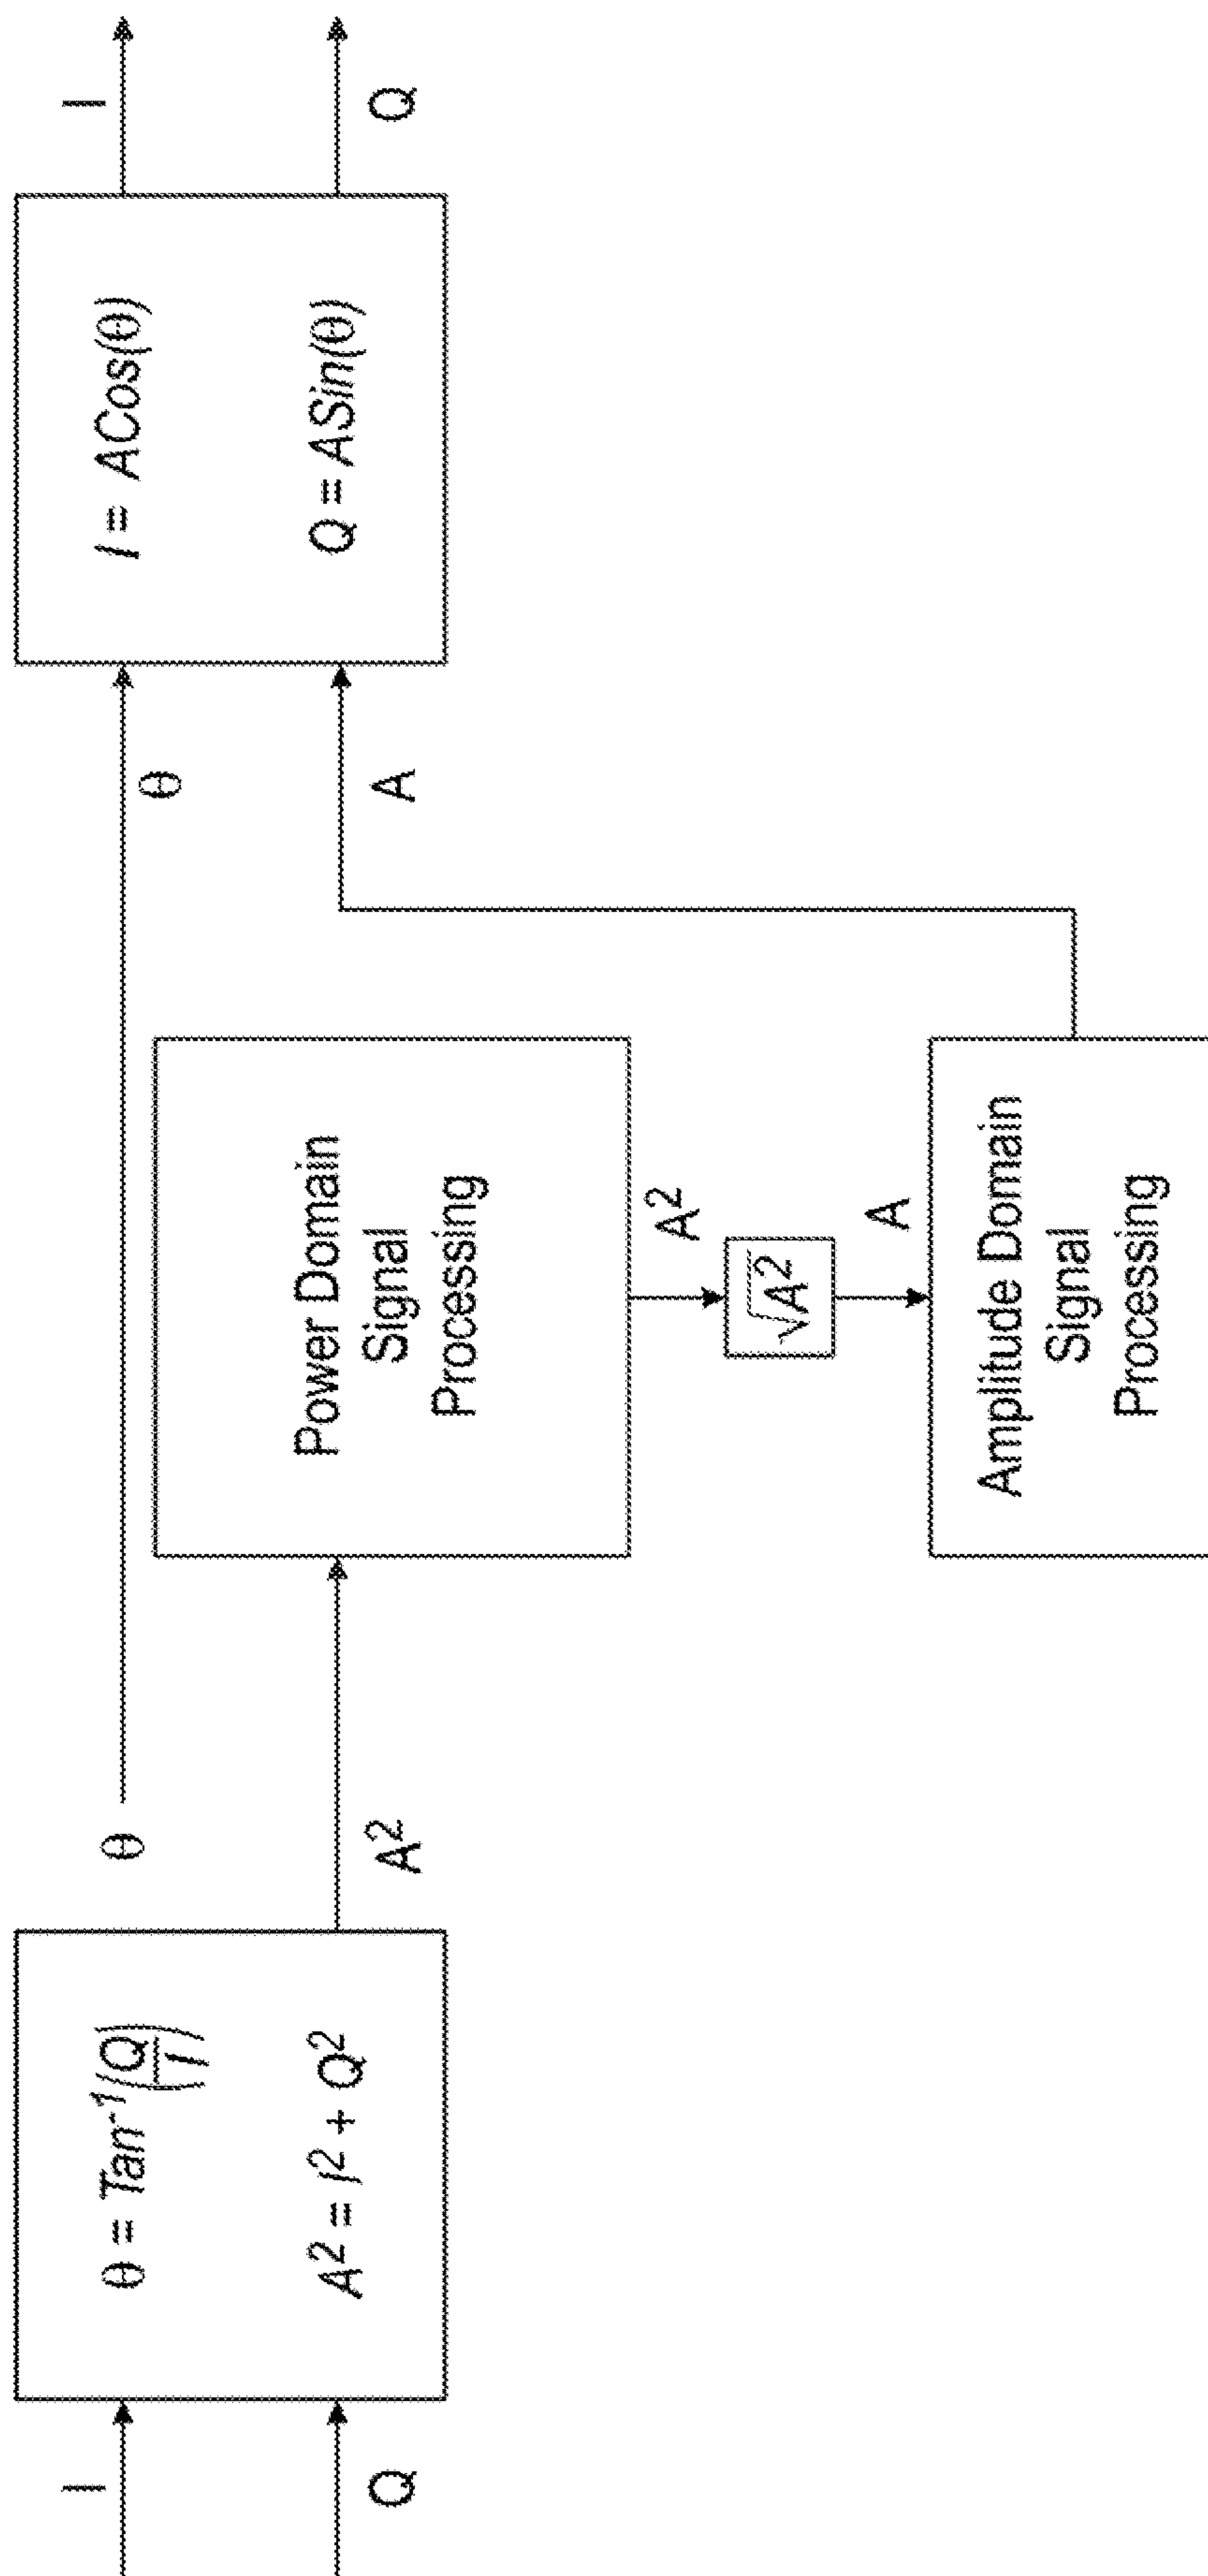 I
Q
θ = Tan⁻¹(Q/I)
A² = I² + Q²
θ
A²
Power Domain
Signal
Processing
A²
√A²
A
Amplitude Domain
Signal
Processing
θ
A
I = ACos(θ)
Q = ASin(θ)
I
Q